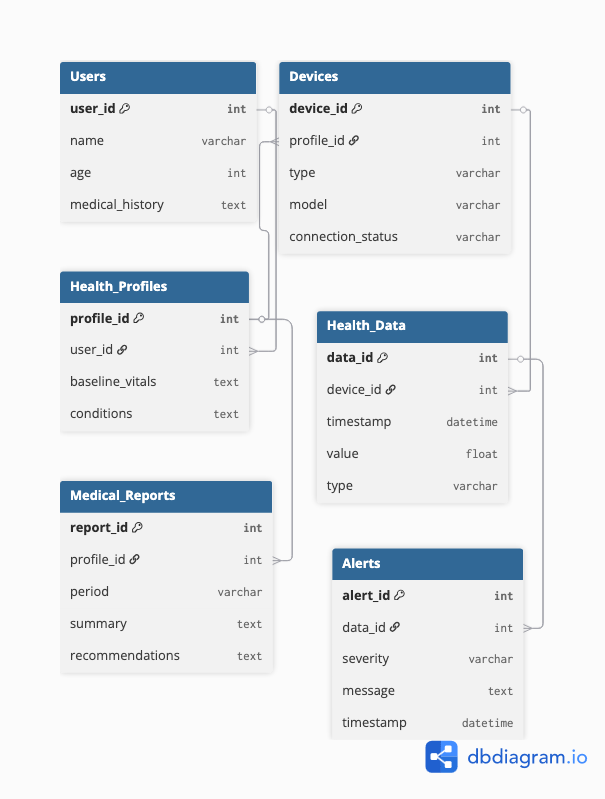 Users
user_id int
name varchar
age int
medical_history text
Devices
device_id int
profile_id int
type varchar
model varchar
connection_status varchar
Health_Profiles
profile_id int
user_id int
baseline_vitals text
conditions text
Health_Data
data_id int
device_id int
timestamp datetime
value float
type varchar
Medical_Reports
report_id int
profile_id int
period varchar
summary text
recommendations text
Alerts
alert_id int
data_id int
severity varchar
message text
timestamp datetime
dbdiagram.io